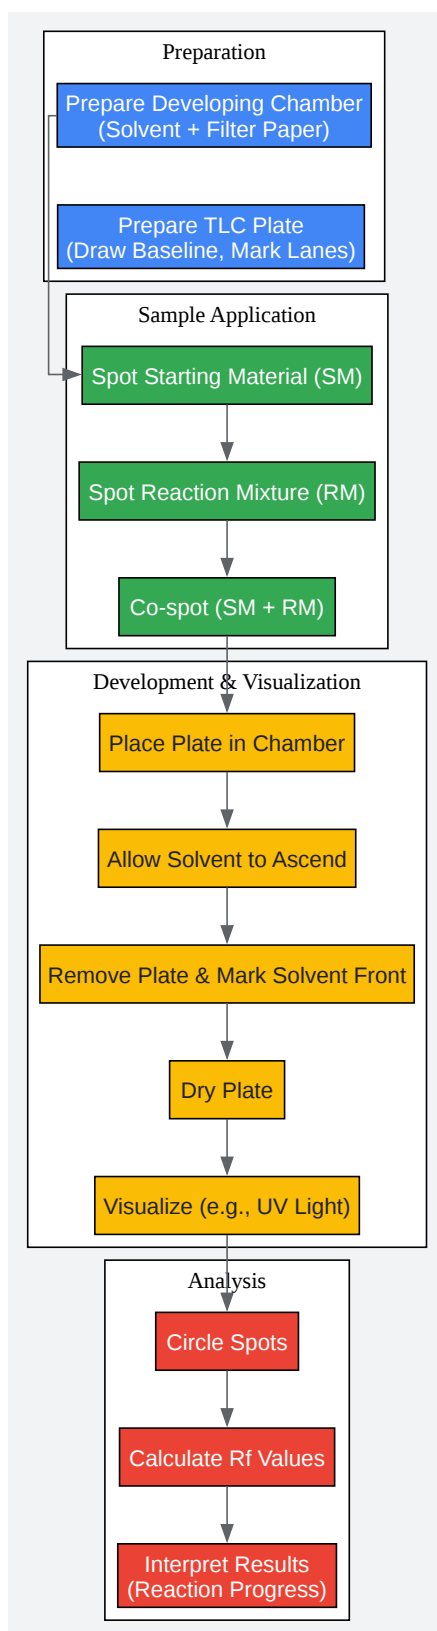 Preparation
Prepare Developing Chamber
(Solvent + Filter Paper)
Prepare TLC Plate
(Draw Baseline, Mark Lanes)
Sample Application
Spot Starting Material (SM)
Spot Reaction Mixture (RM)
Co-spot (SM + RM)
Development & Visualization
Place Plate in Chamber
Allow Solvent to Ascend
Remove Plate & Mark Solvent Front
Dry Plate
Visualize (e.g., UV Light)
Analysis
Circle Spots
Calculate Rf Values
Interpret Results
(Reaction Progress)